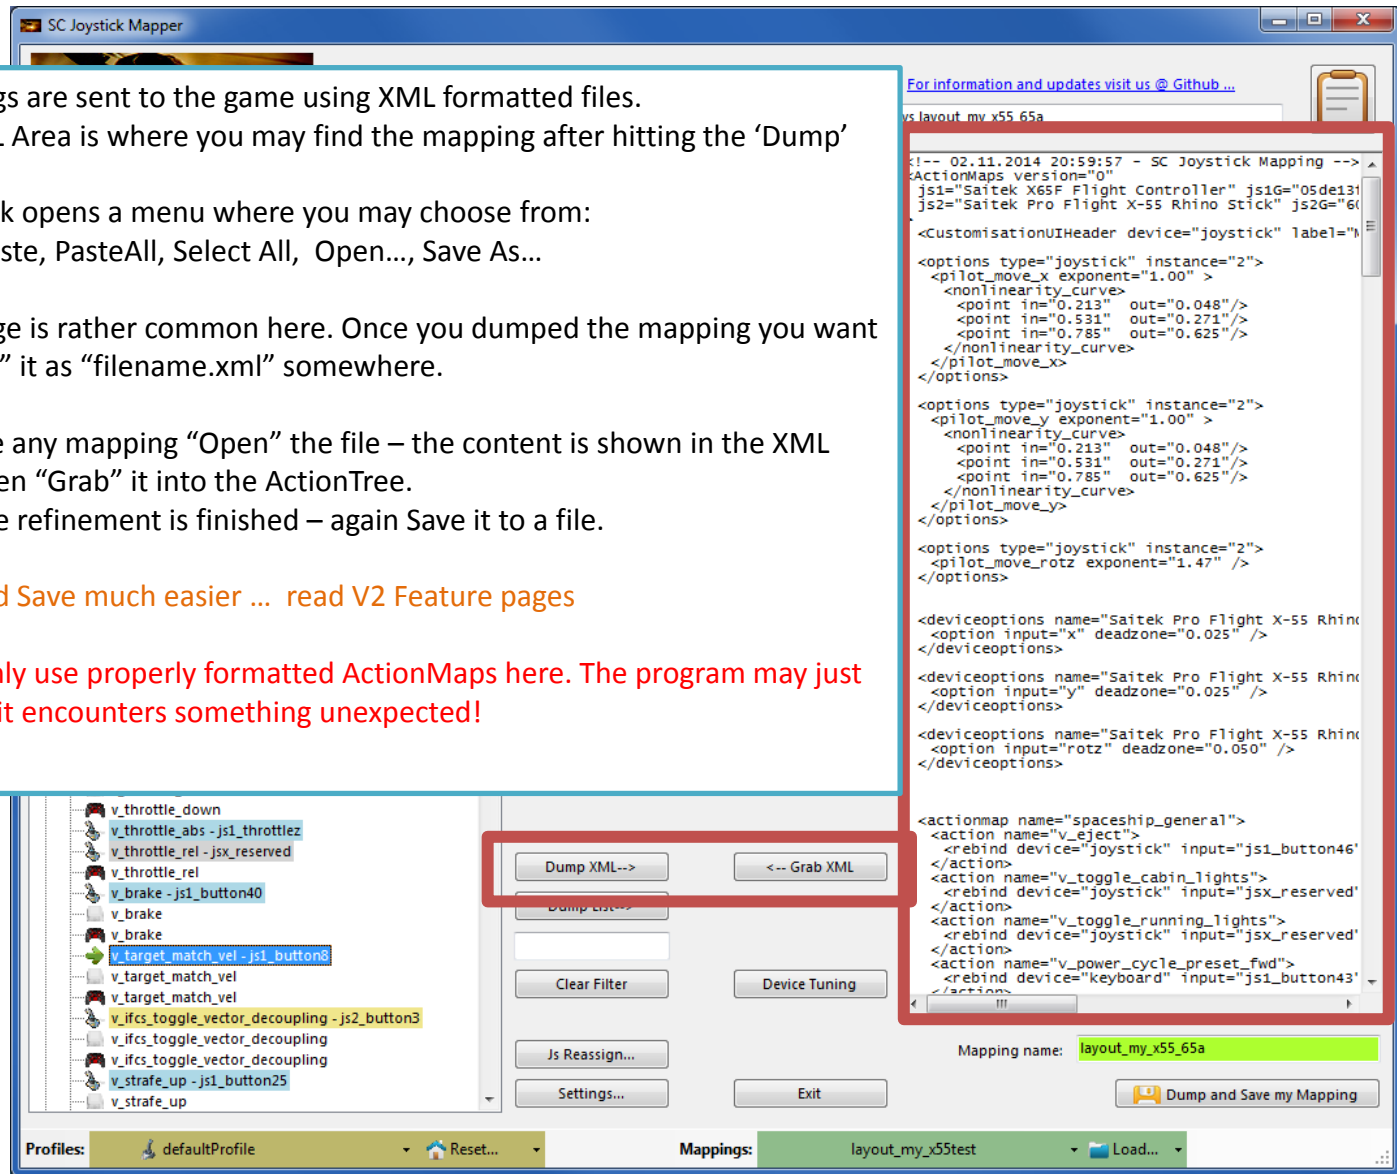 SC Joystick Mapper
For information and updates visit us @ Github ...
layout my x55 65a
gs are sent to the game using XML formatted files.
Area is where you may find the mapping after hitting the ‘Dump’
k opens a menu where you may choose from:
ste, PasteAll, Select All, Open…, Save As…
ge is rather common here. Once you dumped the mapping you want
” it as “filename.xml” somewhere.
e any mapping “Open” the file – the content is shown in the XML
en “Grab” it into the ActionTree.
e refinement is finished – again Save it to a file.
d Save much easier … read V2 Feature pages
nly use properly formatted ActionMaps here. The program may just
it encounters something unexpected!
<!-- 02.11.2014 20:59:57 - SC Joystick Mapping -->
<ActionMaps version="0"
js1="Saitek X65F Flight Controller" js1G="05de13f
js2="Saitek Pro Flight X-55 Rhino Stick" js2G="6
<CustomisationUIHeader device="joystick" label="
<options type="joystick" instance="2">
<pilot_move_x exponent="1.00" >
<nonlinearity_curve>
<point in="0.213" out="0.048"/>
<point in="0.531" out="0.271"/>
<point in="0.785" out="0.625"/>
</nonlinearity_curve>
</pilot_move_x>
</options>
<options type="joystick" instance="2">
<pilot_move_y exponent="1.00" >
<nonlinearity_curve>
<point in="0.213" out="0.048"/>
<point in="0.531" out="0.271"/>
<point in="0.785" out="0.625"/>
</nonlinearity_curve>
</pilot_move_y>
</options>
<options type="joystick" instance="2">
<pilot_move_rotz exponent="1.47" />
</options>
<deviceoptions name="Saitek Pro Flight X-55 Rhino
<option input="x" deadzone="0.025" />
</deviceoptions>
<deviceoptions name="Saitek Pro Flight X-55 Rhino
<option input="y" deadzone="0.025" />
</deviceoptions>
<deviceoptions name="Saitek Pro Flight X-55 Rhino
<option input="rotz" deadzone="0.050" />
</deviceoptions>
<actionmap name="spaceship_general">
<action name="v_eject">
<rebind device="joystick" input="js1_button46"
</action>
<action name="v_toggle_cabin_lights">
<rebind device="joystick" input="jsx_reserved"
</action>
<action name="v_toggle_running_lights">
<rebind device="joystick" input="jsx_reserved"
</action>
<action name="v_power_cycle_preset_fwd">
<rebind device="keyboard" input="js1_button43"
</action>
v_throttle_down
v_throttle_abs - js1_throttlez
v_throttle_rel - jsx_reserved
v_throttle_rel
v_brake - js1_button40
v_brake
v_brake
v_target_match_vel - js1_button8
v_target_match_vel
v_target_match_vel
v_ifcs_toggle_vector_decoupling - js2_button3
v_ifcs_toggle_vector_decoupling
v_ifcs_toggle_vector_decoupling
v_strafe_up - js1_button25
v_strafe_up
Dump XML-->
<-- Grab XML
Dump List-->
Clear Filter
Device Tuning
Js Reassign...
Settings...
Exit
Mapping name: layout_my_x55_65a
Dump and Save my Mapping
Profiles: defaultProfile Reset... Mappings: layout_my_x55test Load...